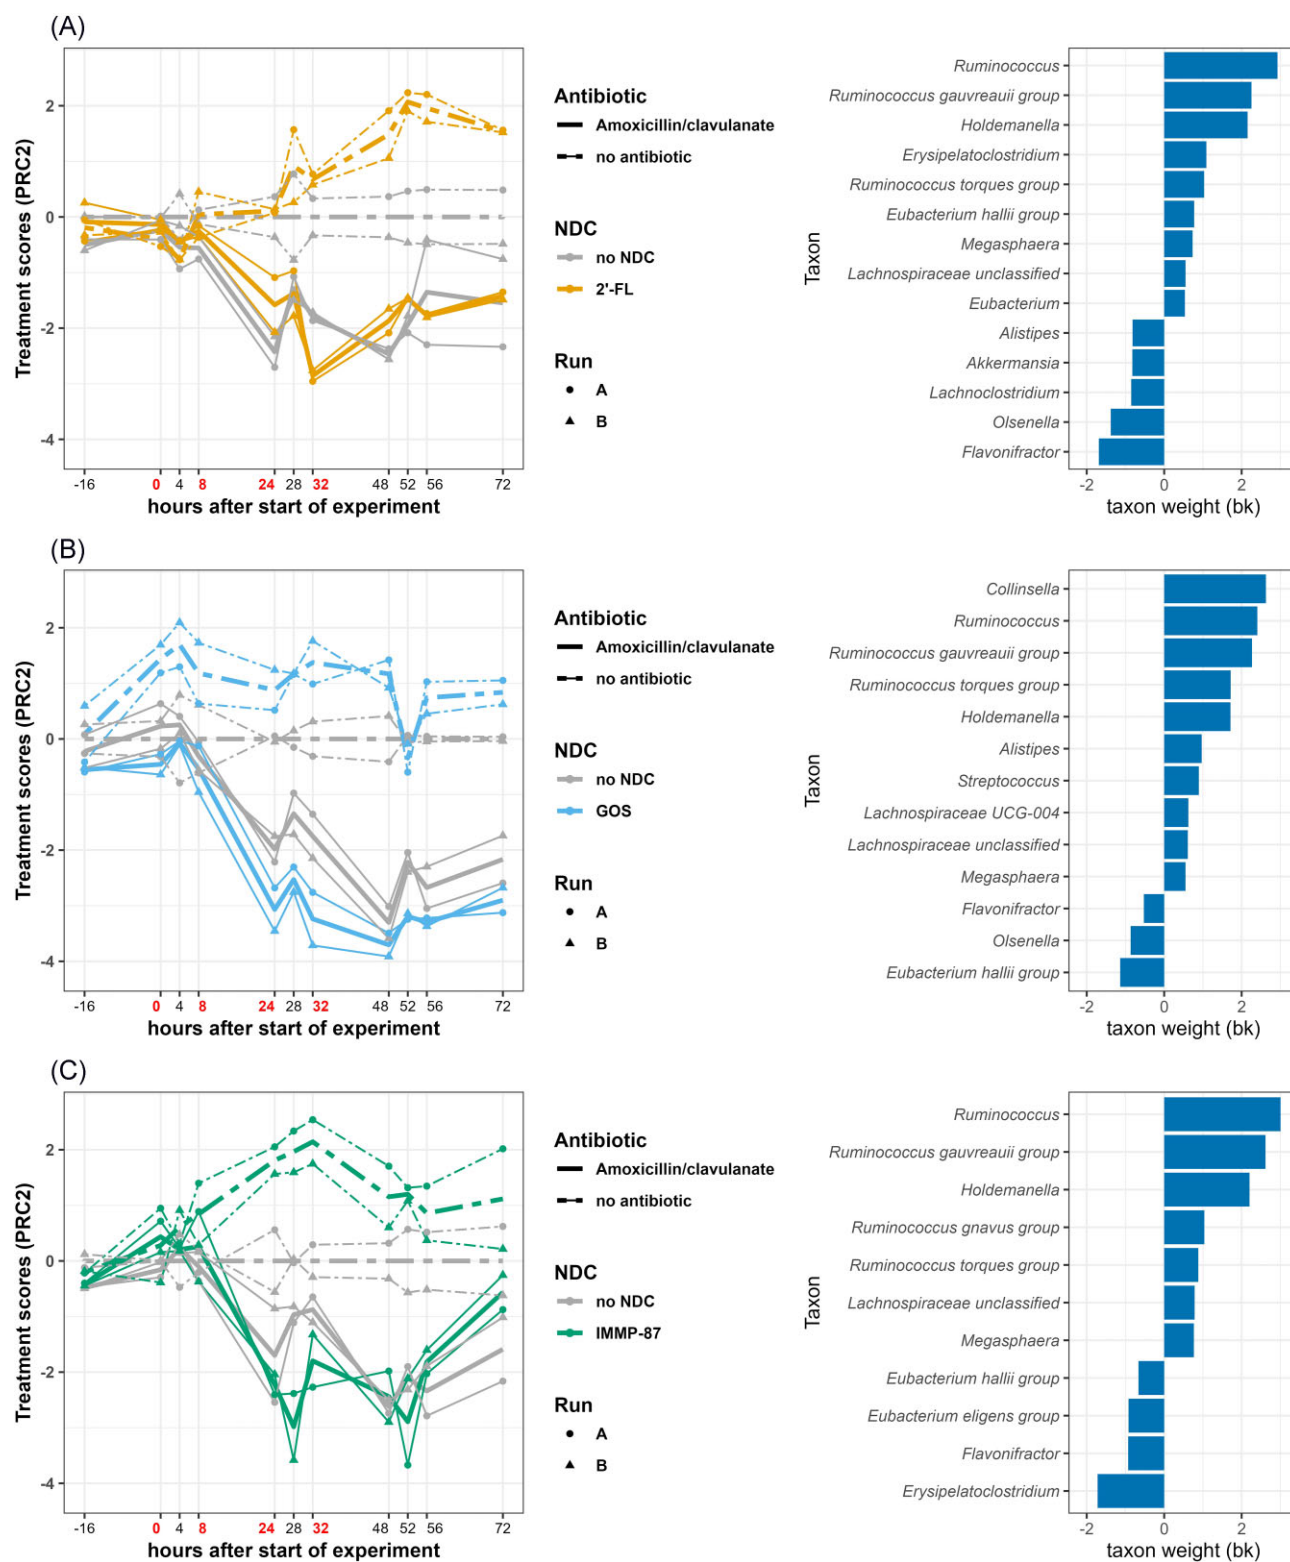 (A)
Treatment scores (PRC2)
2
0
-2
-4
-16 0 4 8 24 28 32 48 52 56 72
hours after start of experiment
Antibiotic
Amoxicillin/clavulanate
no antibiotic
NDC
no NDC
2'-FL
Run
A
B
Taxon
Ruminococcus
Ruminococcus gauvreauii group
Holdemanella
Erysipelatoclostridium
Ruminococcus torques group
Eubacterium hallii group
Megasphaera
Lachnospiraceae unclassified
Eubacterium
Alistipes
Akkermansia
Lachnoclostridium
Olsenella
Flavonifractor
-2 0 2
taxon weight (bk)
(B)
Treatment scores (PRC2)
2
0
-2
-4
-16 0 4 8 24 28 32 48 52 56 72
hours after start of experiment
Antibiotic
Amoxicillin/clavulanate
no antibiotic
NDC
no NDC
GOS
Run
A
B
Taxon
Collinsella
Ruminococcus
Ruminococcus gauvreauii group
Ruminococcus torques group
Holdemanella
Alistipes
Streptococcus
Lachnospiraceae UCG-004
Lachnospiraceae unclassified
Megasphaera
Flavonifractor
Olsenella
Eubacterium hallii group
-2 0 2
taxon weight (bk)
(C)
Treatment scores (PRC2)
2
0
-2
-4
-16 0 4 8 24 28 32 48 52 56 72
hours after start of experiment
Antibiotic
Amoxicillin/clavulanate
no antibiotic
NDC
no NDC
IMMP-87
Run
A
B
Taxon
Ruminococcus
Ruminococcus gauvreauii group
Holdemanella
Ruminococcus gnavus group
Ruminococcus torques group
Lachnospiraceae unclassified
Megasphaera
Eubacterium hallii group
Eubacterium eligens group
Flavonifractor
Erysipelatoclostridium
-2 0 2
taxon weight (bk)